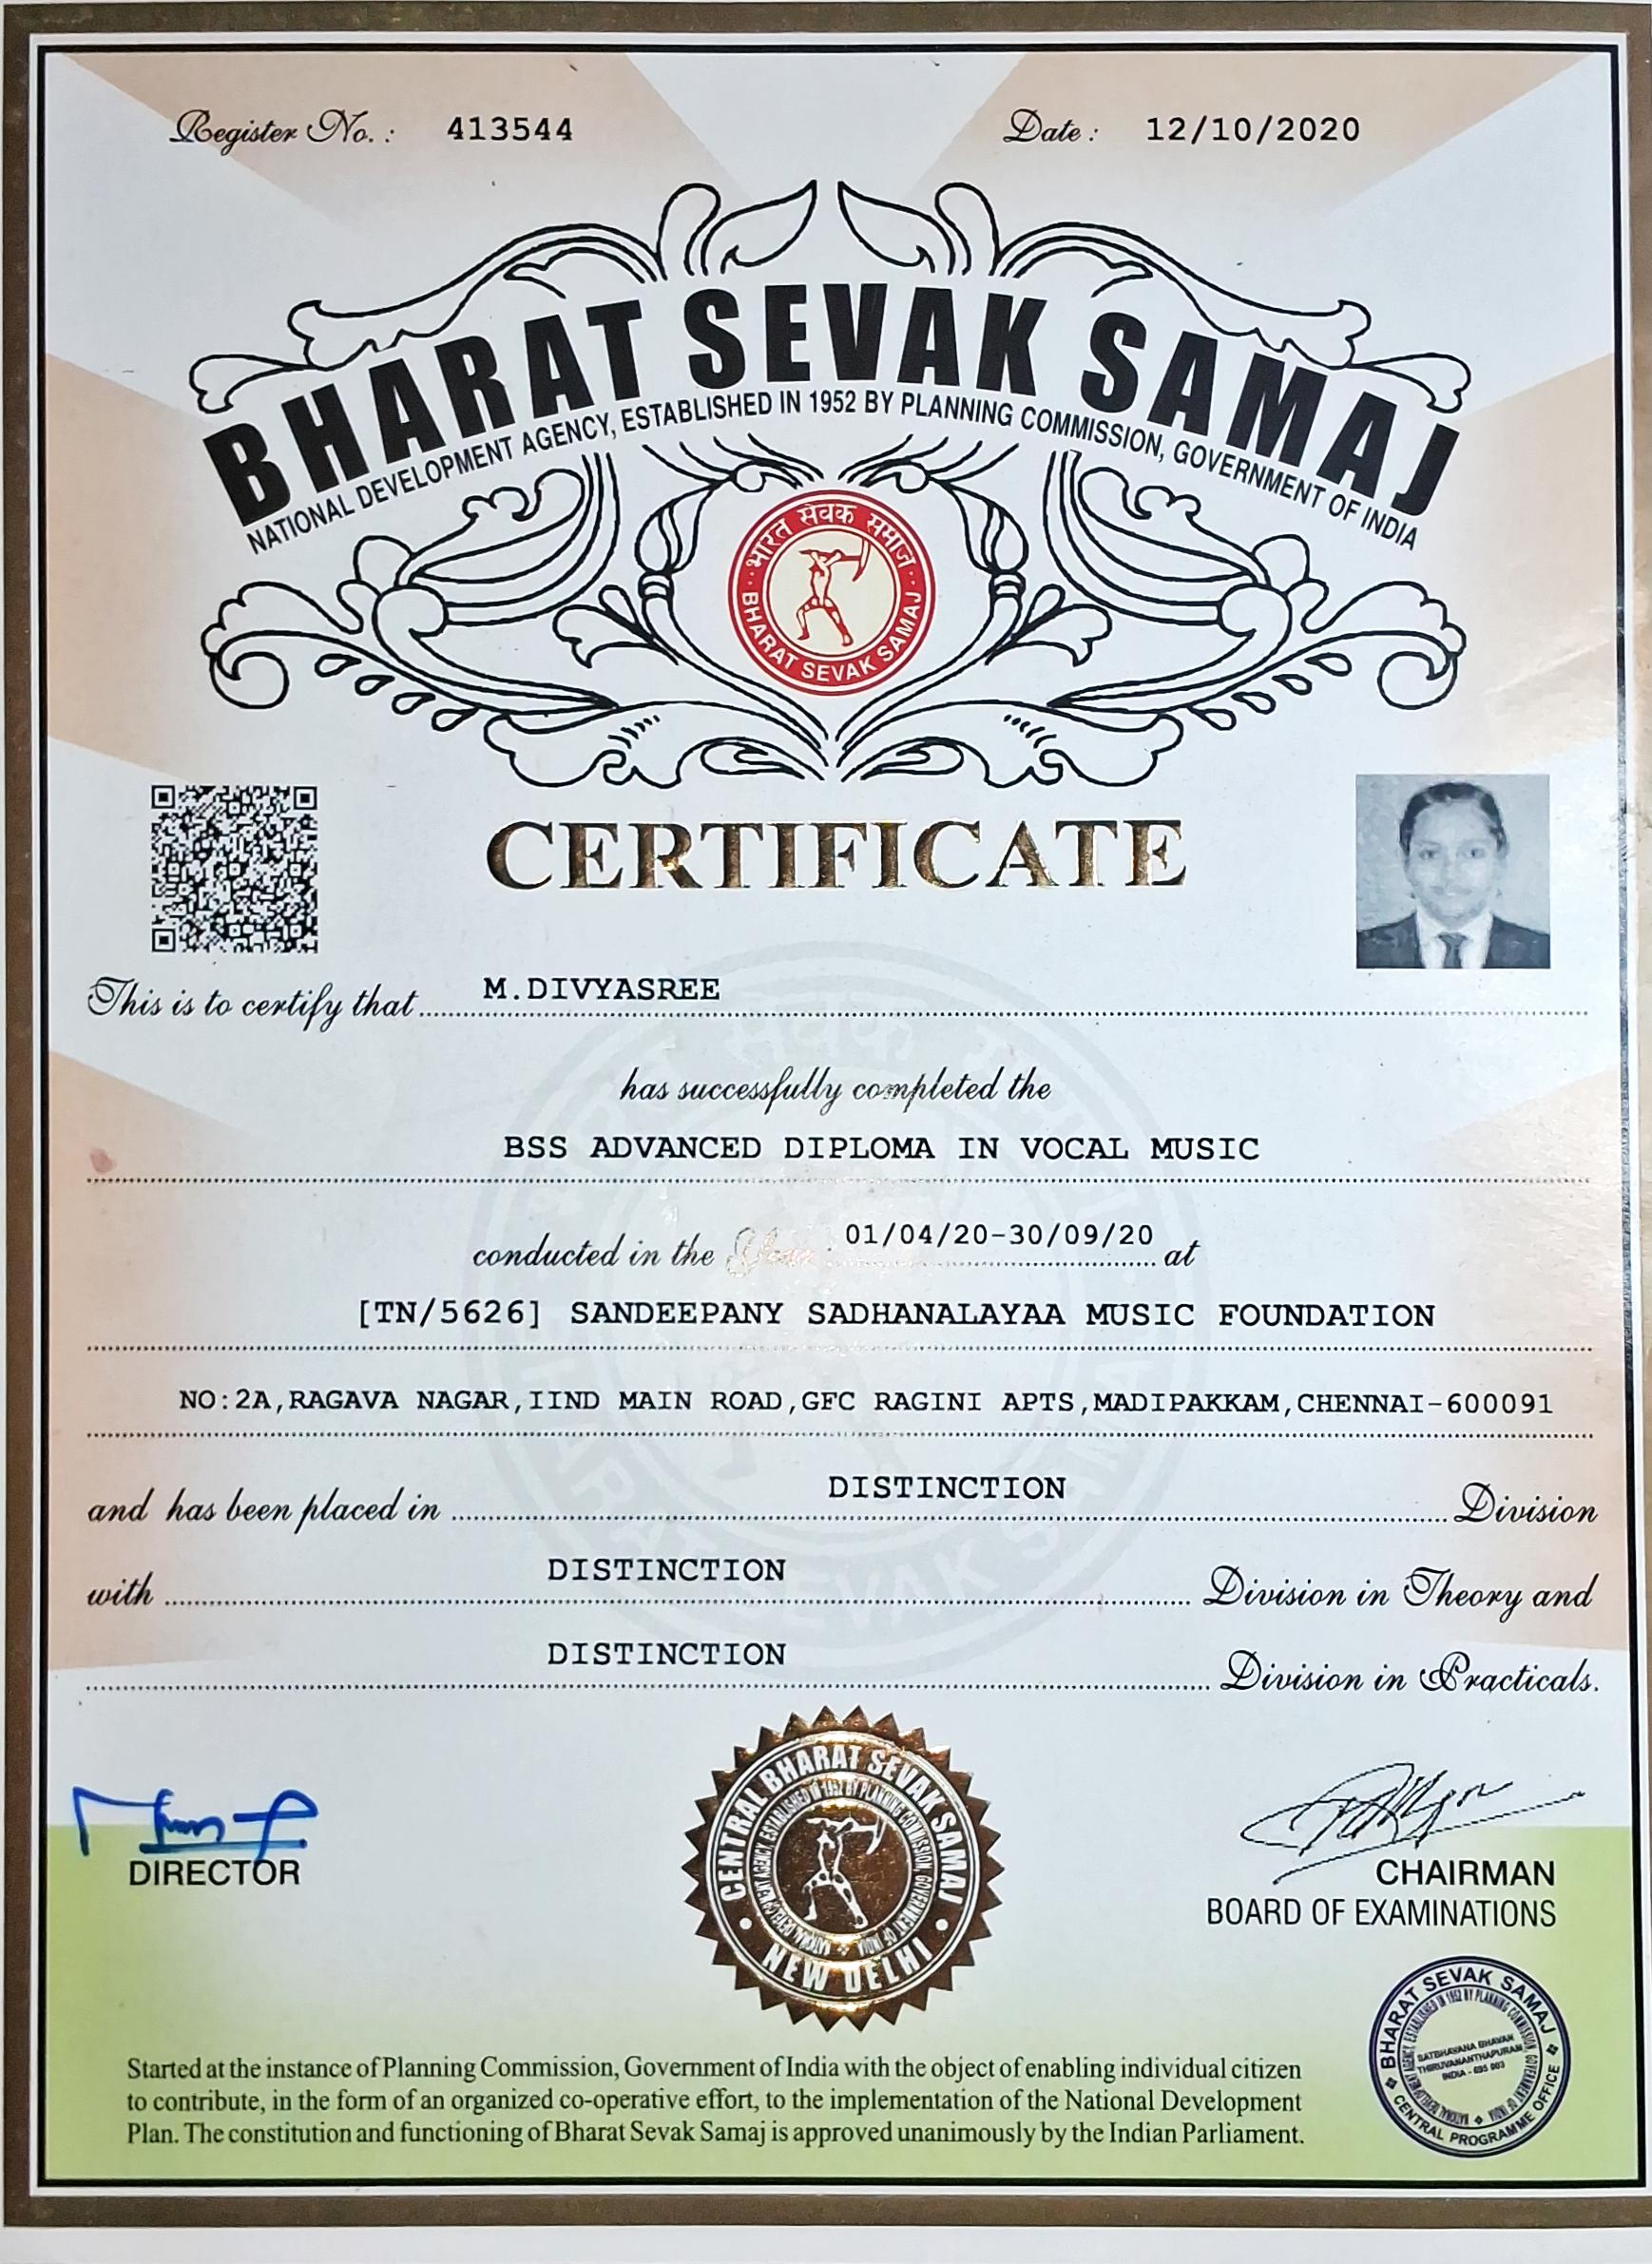 Register No. : 413544
Date : 12/10/2020
BHARAT SEVAK SAMAJ
NATIONAL DEVELOPMENT AGENCY, ESTABLISHED IN 1952 BY PLANNING COMMISSION, GOVERNMENT OF INDIA
भारत सेवक समाज
BHARAT SEVAK SAMAJ
CERTIFICATE
This is to certify that M.DIVYASREE
has successfully completed the
BSS ADVANCED DIPLOMA IN VOCAL MUSIC
conducted in the Year : 01/04/20-30/09/20 at
[TN/5626] SANDEEPANY SADHANALAYAA MUSIC FOUNDATION
NO:2A,RAGAVA NAGAR,IIND MAIN ROAD,GFC RAGINI APTS,MADIPAKKAM,CHENNAI-600091
and has been placed in DISTINCTION Division
with DISTINCTION Division in Theory and
DISTINCTION Division in Practicals.
DIRECTOR
CENTRAL BHARAT SEVAK SAMAJ
NATIONAL DEVELOPMENT AGENCY ESTABLISHED IN 1952 BY PLANNING COMMISSION, GOVERNMENT OF INDIA
NEW DELHI
CHAIRMAN
BOARD OF EXAMINATIONS
BHARAT SEVAK SAMAJ
NATIONAL DEVELOPMENT AGENCY ESTABLISHED IN 1952 BY PLANNING COMMISSION GOVERNMENT OF INDIA
SATBHAVANA BHAVAN
THIRUVANANTHAPURAM
INDIA - 695 003
CENTRAL PROGRAMME OFFICE
Started at the instance of Planning Commission, Government of India with the object of enabling individual citizen
to contribute, in the form of an organized co-operative effort, to the implementation of the National Development
Plan. The constitution and functioning of Bharat Sevak Samaj is approved unanimously by the Indian Parliament.